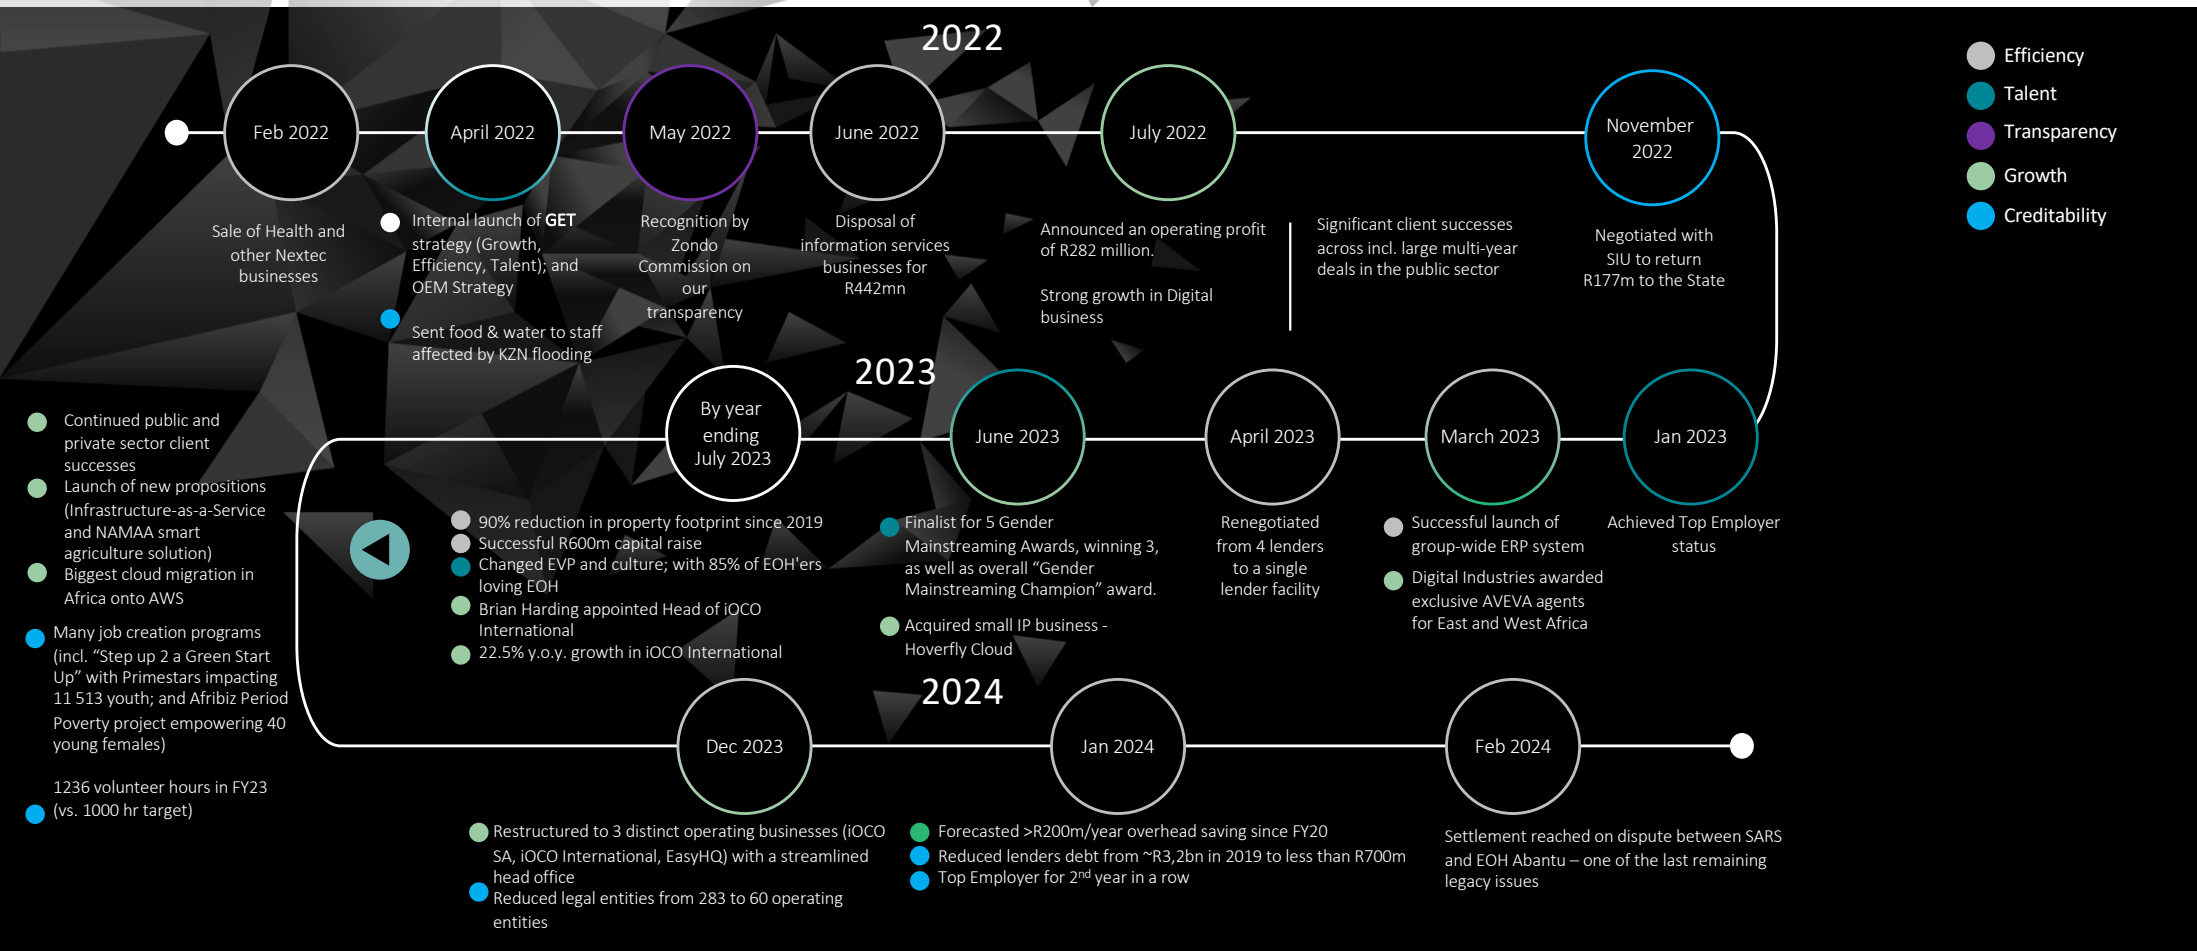 2022
Efficiency
Talent
Transparency
Growth
Creditability
Feb 2022
April 2022
May 2022
June 2022
July 2022
November
2022
Sale of Health and
other Nextec
businesses
Internal launch of GET
strategy (Growth,
Efficiency, Talent); and
OEM Strategy
Sent food & water to staff
affected by KZN flooding
Recognition by
Zondo
Commission on
our
transparency
Disposal of
information services
businesses for
R442mn
Announced an operating profit
of R282 million.
Strong growth in Digital
business
Significant client successes
across incl. large multi-year
deals in the public sector
Negotiated with
SIU to return
R177m to the State
2023
Jan 2023
Achieved Top Employer
status
March 2023
Successful launch of
group-wide ERP system
Digital Industries awarded
exclusive AVEVA agents
for East and West Africa
April 2023
Renegotiated
from 4 lenders
to a single
lender facility
June 2023
Finalist for 5 Gender
Mainstreaming Awards, winning 3,
as well as overall “Gender
Mainstreaming Champion” award.
Acquired small IP business -
Hoverfly Cloud
By year
ending
July 2023
90% reduction in property footprint since 2019
Successful R600m capital raise
Changed EVP and culture; with 85% of EOH'ers
loving EOH
Brian Harding appointed Head of iOCO
International
22.5% y.o.y. growth in iOCO International
Continued public and
private sector client
successes
Launch of new propositions
(Infrastructure-as-a-Service
and NAMAA smart
agriculture solution)
Biggest cloud migration in
Africa onto AWS
Many job creation programs
(incl. “Step up 2 a Green Start
Up” with Primestars impacting
11 513 youth; and Afribiz Period
Poverty project empowering 40
young females)
1236 volunteer hours in FY23
(vs. 1000 hr target)
2024
Dec 2023
Restructured to 3 distinct operating businesses (iOCO
SA, iOCO International, EasyHQ) with a streamlined
head office
Reduced legal entities from 283 to 60 operating
entities
Jan 2024
Forecasted >R200m/year overhead saving since FY20
Reduced lenders debt from ~R3,2bn in 2019 to less than R700m
Top Employer for 2nd year in a row
Feb 2024
Settlement reached on dispute between SARS
and EOH Abantu – one of the last remaining
legacy issues